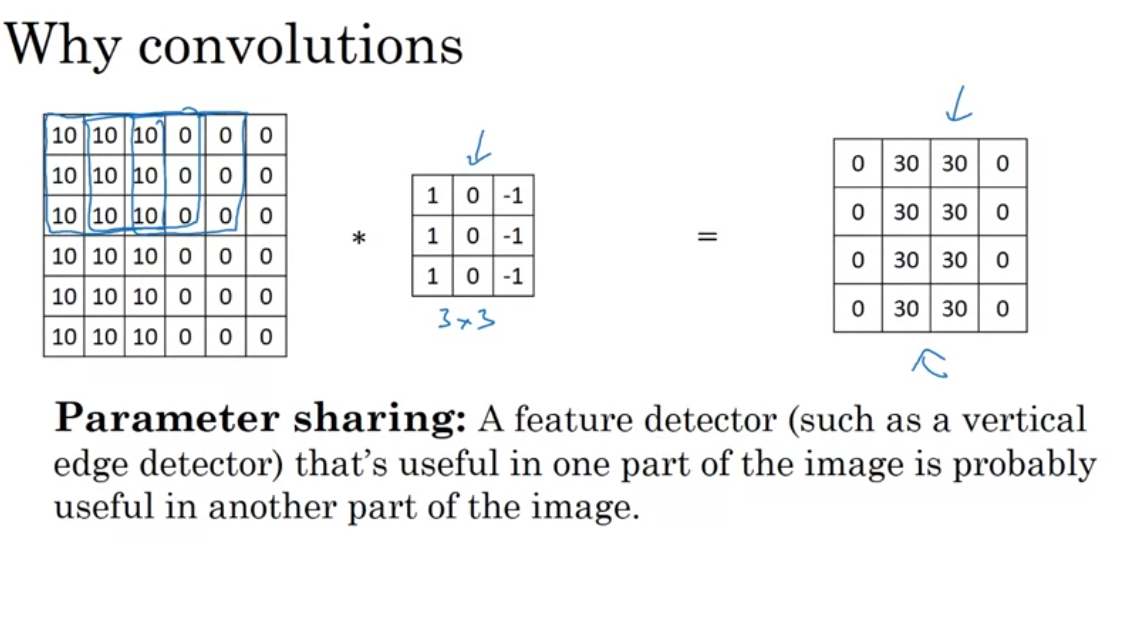 Why convolutions
10 10 10 0 0 0
10 10 10 0 0 0
10 10 10 0 0 0
10 10 10 0 0 0
10 10 10 0 0 0
10 10 10 0 0 0
*
1 0 -1
1 0 -1
1 0 -1
3×3
=
0 30 30 0
0 30 30 0
0 30 30 0
0 30 30 0
Parameter sharing: A feature detector (such as a vertical
edge detector) that’s useful in one part of the image is probably
useful in another part of the image.